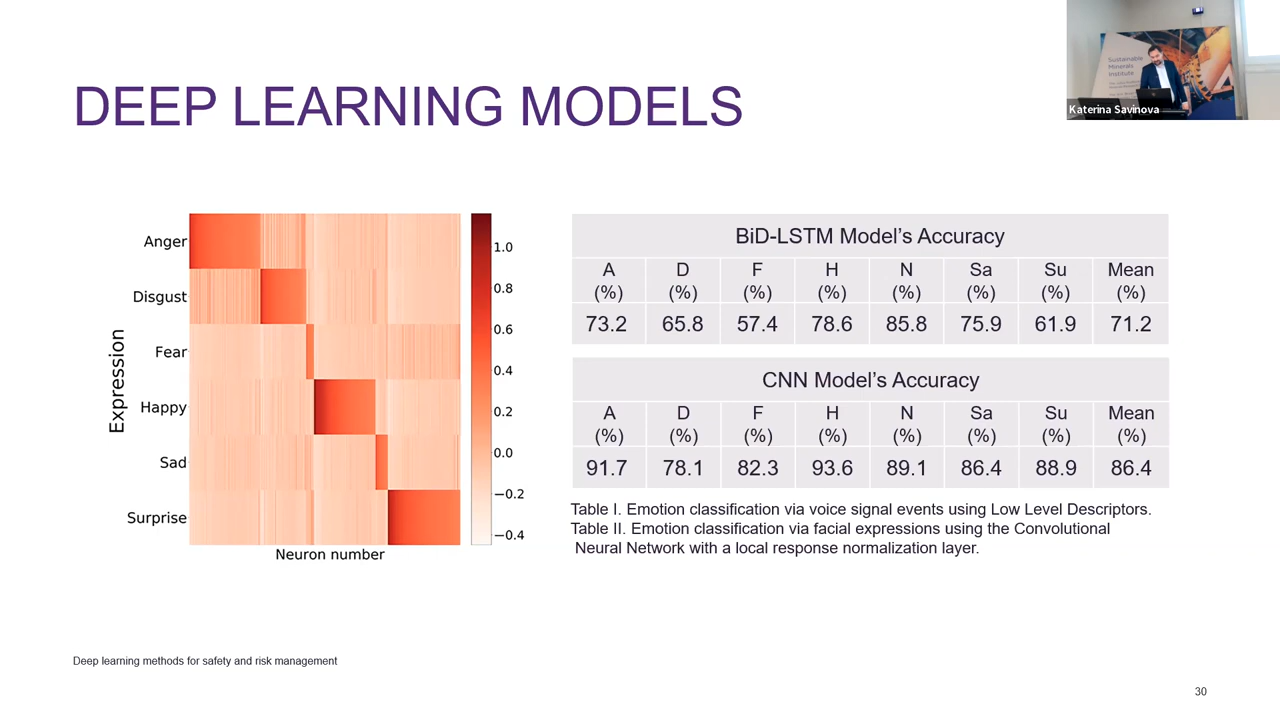 DEEP LEARNING MODELS
Sustainable
Minerals
Institute
Katerina Savinova
Expression
Anger
Disgust
Fear
Happy
Sad
Surprise
Neuron number
1.0
0.8
0.6
0.4
0.2
0.0
−0.2
−0.4
BiD-LSTM Model's Accuracy
A (%) D (%) F (%) H (%) N (%) Sa (%) Su (%) Mean (%)
73.2 65.8 57.4 78.6 85.8 75.9 61.9 71.2
CNN Model's Accuracy
A (%) D (%) F (%) H (%) N (%) Sa (%) Su (%) Mean (%)
91.7 78.1 82.3 93.6 89.1 86.4 88.9 86.4
Table I. Emotion classification via voice signal events using Low Level Descriptors.
Table II. Emotion classification via facial expressions using the Convolutional
Neural Network with a local response normalization layer.
Deep learning methods for safety and risk management
30